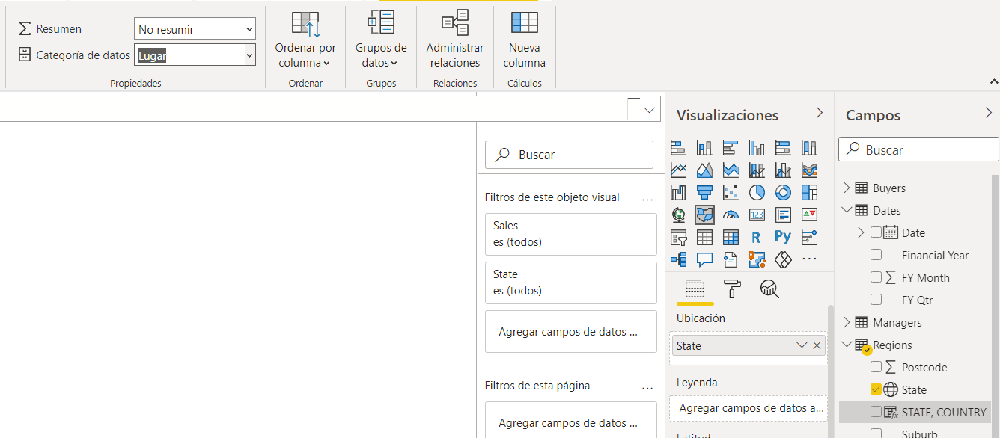 Resumen
No resumir
Categoría de datos
Lugar
Propiedades
Ordenar por
columna
Ordenar
Grupos de
datos
Grupos
Administrar
relaciones
Relaciones
Nueva
columna
Cálculos
Buscar
Filtros de este objeto visual
...
Sales
es (todos)
State
es (todos)
Agregar campos de datos ...
Filtros de esta página
...
Agregar campos de datos ...
Visualizaciones
123
R
Py
...
Ubicación
State
Leyenda
Agregar campos de datos a...
Latitud
Campos
Buscar
Buyers
Dates
Date
Financial Year
FY Month
FY Qtr
Managers
Regions
Postcode
State
STATE, COUNTRY
Suburb